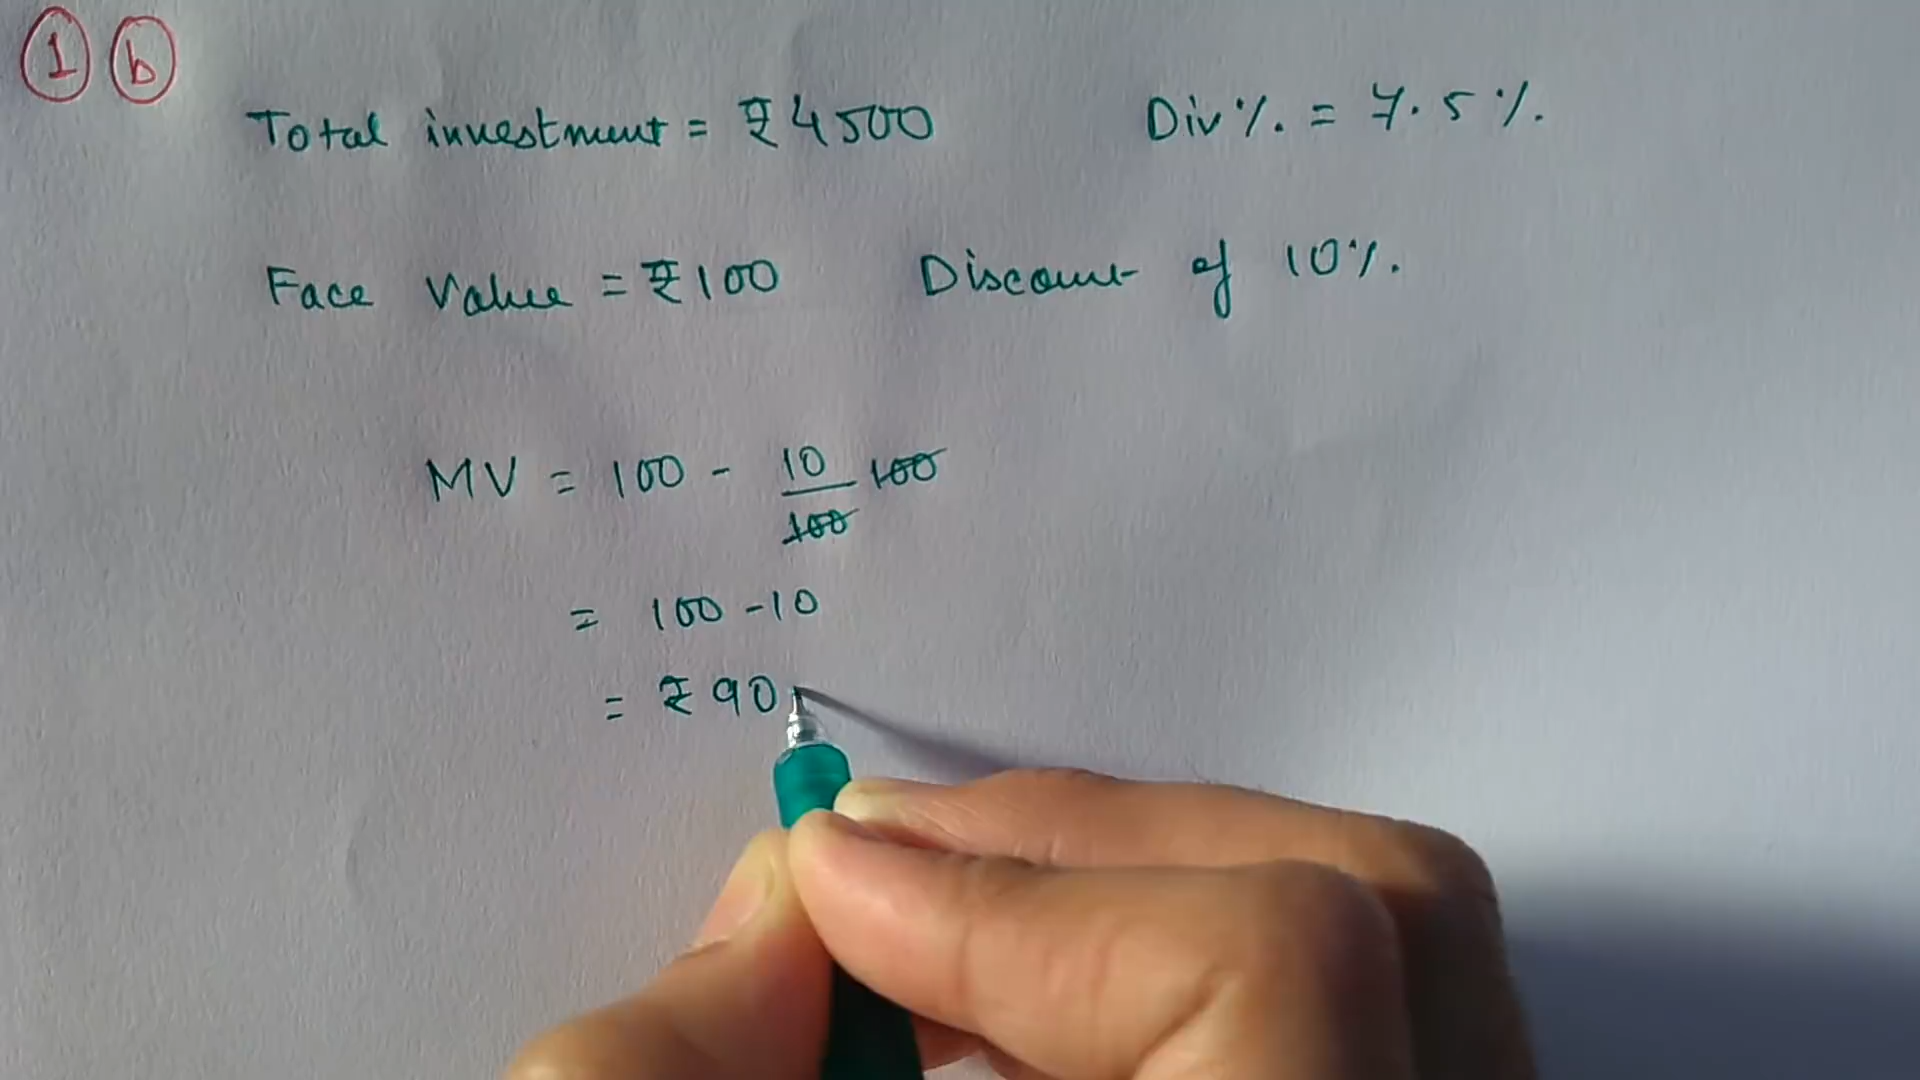 1 b
Total investment = ₹4500 Div%. = 7.5%.
Face Value = ₹100 Discount of 10%.
MV = 100 - 10/100 100
= 100 - 10
= ₹90